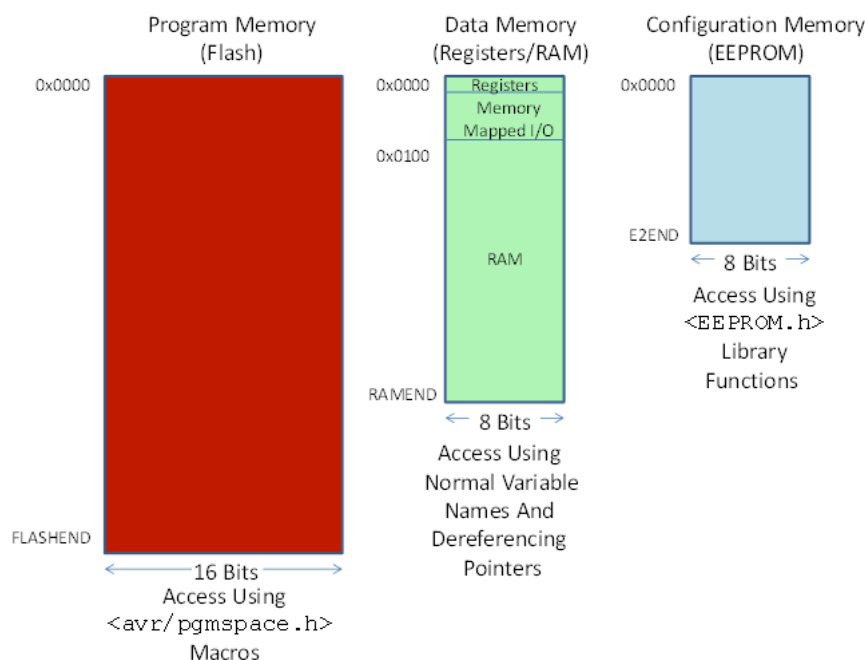 Program Memory
(Flash)
0x0000
FLASHEND
16 Bits
Access Using
<avr/pgmspace.h>
Macros
Data Memory
(Registers/RAM)
0x0000
Registers
Memory
Mapped I/O
0x0100
RAM
RAMEND
8 Bits
Access Using
Normal Variable
Names And
Dereferencing
Pointers
Configuration Memory
(EEPROM)
0x0000
E2END
8 Bits
Access Using
<EEPROM.h>
Library
Functions